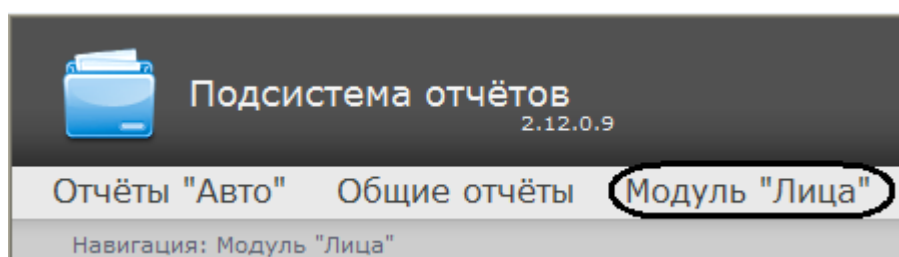 Подсистема отчётов
2.12.0.9
Отчёты "Авто" Общие отчёты Модуль "Лица"
Навигация: Модуль "Лица"